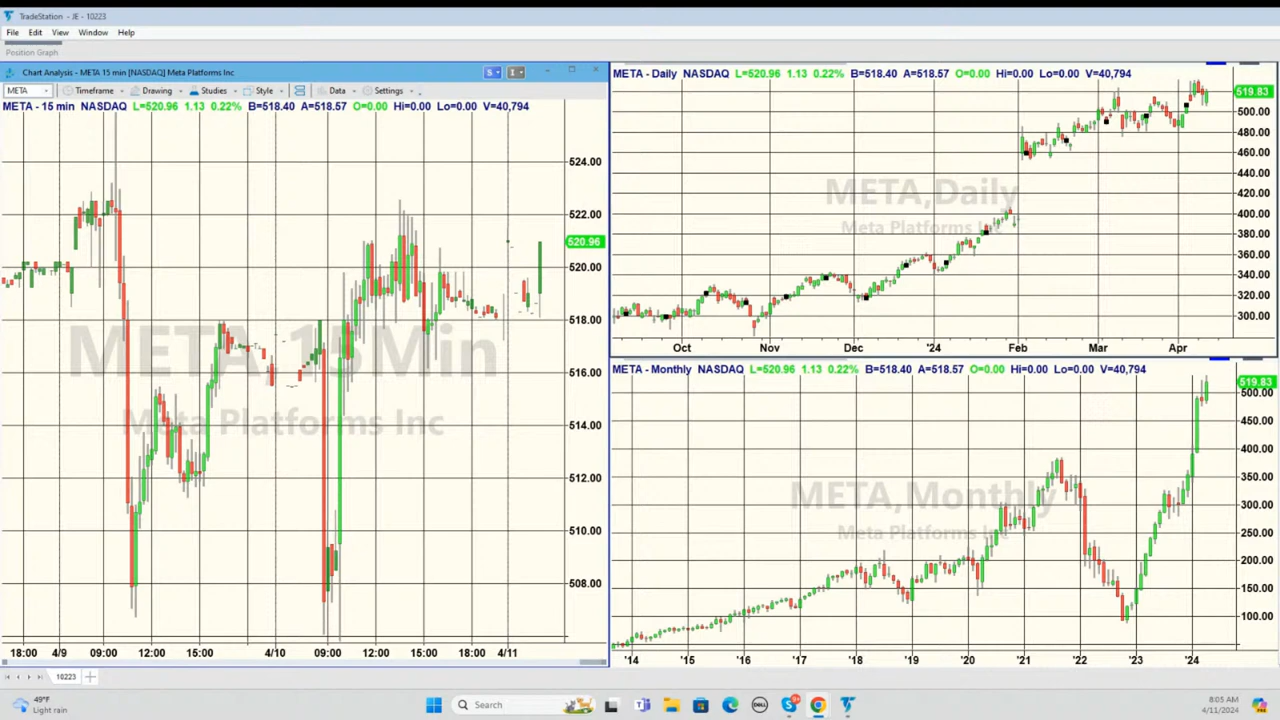 TradeStation - JE - 10223
File Edit View Window Help
Position Graph
Chart Analysis - META 15 min [NASDAQ] Meta Platforms Inc
S I
META Timeframe Drawing Studies Style Data Settings
META - 15 min NASDAQ L=520.96 1.13 0.22% B=518.40 A=518.57 O=0.00 Hi=0.00 Lo=0.00 V=40,794
524.00
522.00
520.96
520.00
518.00
516.00
514.00
512.00
510.00
508.00
META,15Min
Meta Platforms Inc
18:00 4/9 09:00 12:00 15:00 4/10 09:00 12:00 15:00 18:00 4/11
META - Daily NASDAQ L=520.96 1.13 0.22% B=518.40 A=518.57 O=0.00 Hi=0.00 Lo=0.00 V=40,794
519.83
500.00
480.00
460.00
440.00
420.00
400.00
380.00
360.00
340.00
320.00
300.00
META,Daily
Meta Platforms Inc
Oct Nov Dec '24 Feb Mar Apr
META - Monthly NASDAQ L=520.96 1.13 0.22% B=518.40 A=518.57 O=0.00 Hi=0.00 Lo=0.00 V=40,794
519.83
500.00
450.00
400.00
350.00
300.00
250.00
200.00
150.00
100.00
META,Monthly
Meta Platforms Inc
'14 '15 '16 '17 '18 '19 '20 '21 '22 '23 '24
10223
49°F
Light rain
Search
DELL
8:05 AM
4/11/2024